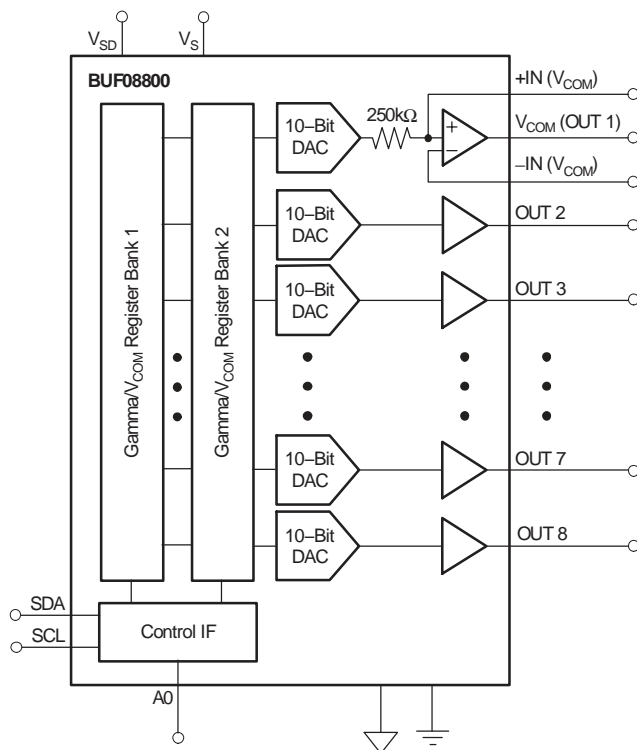 V_SD
V_S
BUF08800
Gamma/V_COM Register Bank 1
Gamma/V_COM Register Bank 2
10–Bit
DAC
250kΩ
+
−
+IN (V_COM)
V_COM (OUT 1)
–IN (V_COM)
10–Bit
DAC
OUT 2
10–Bit
DAC
OUT 3
10–Bit
DAC
OUT 7
10–Bit
DAC
OUT 8
SDA
SCL
Control IF
A0